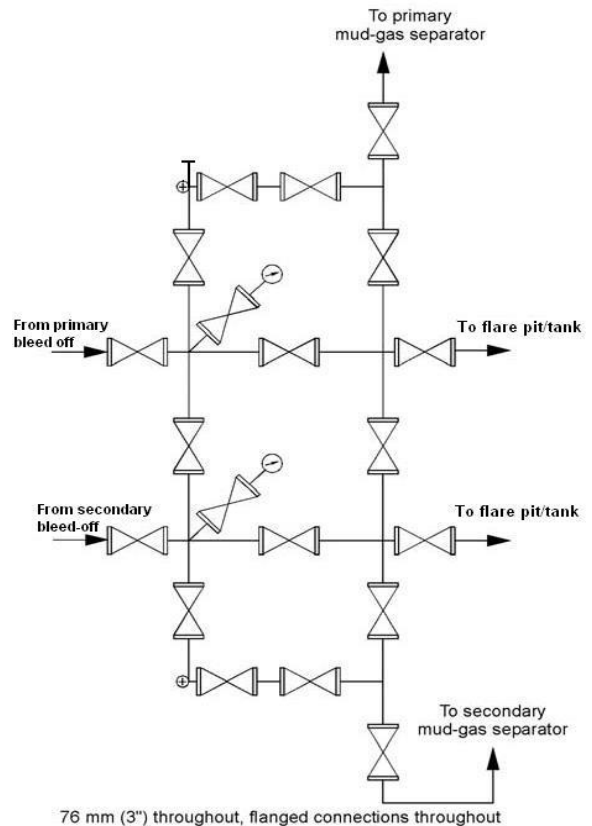 To primary
mud-gas separator
From primary
bleed off
To flare pit/tank
From secondary
bleed-off
To flare pit/tank
To secondary
mud-gas separator
76 mm (3") throughout, flanged connections throughout